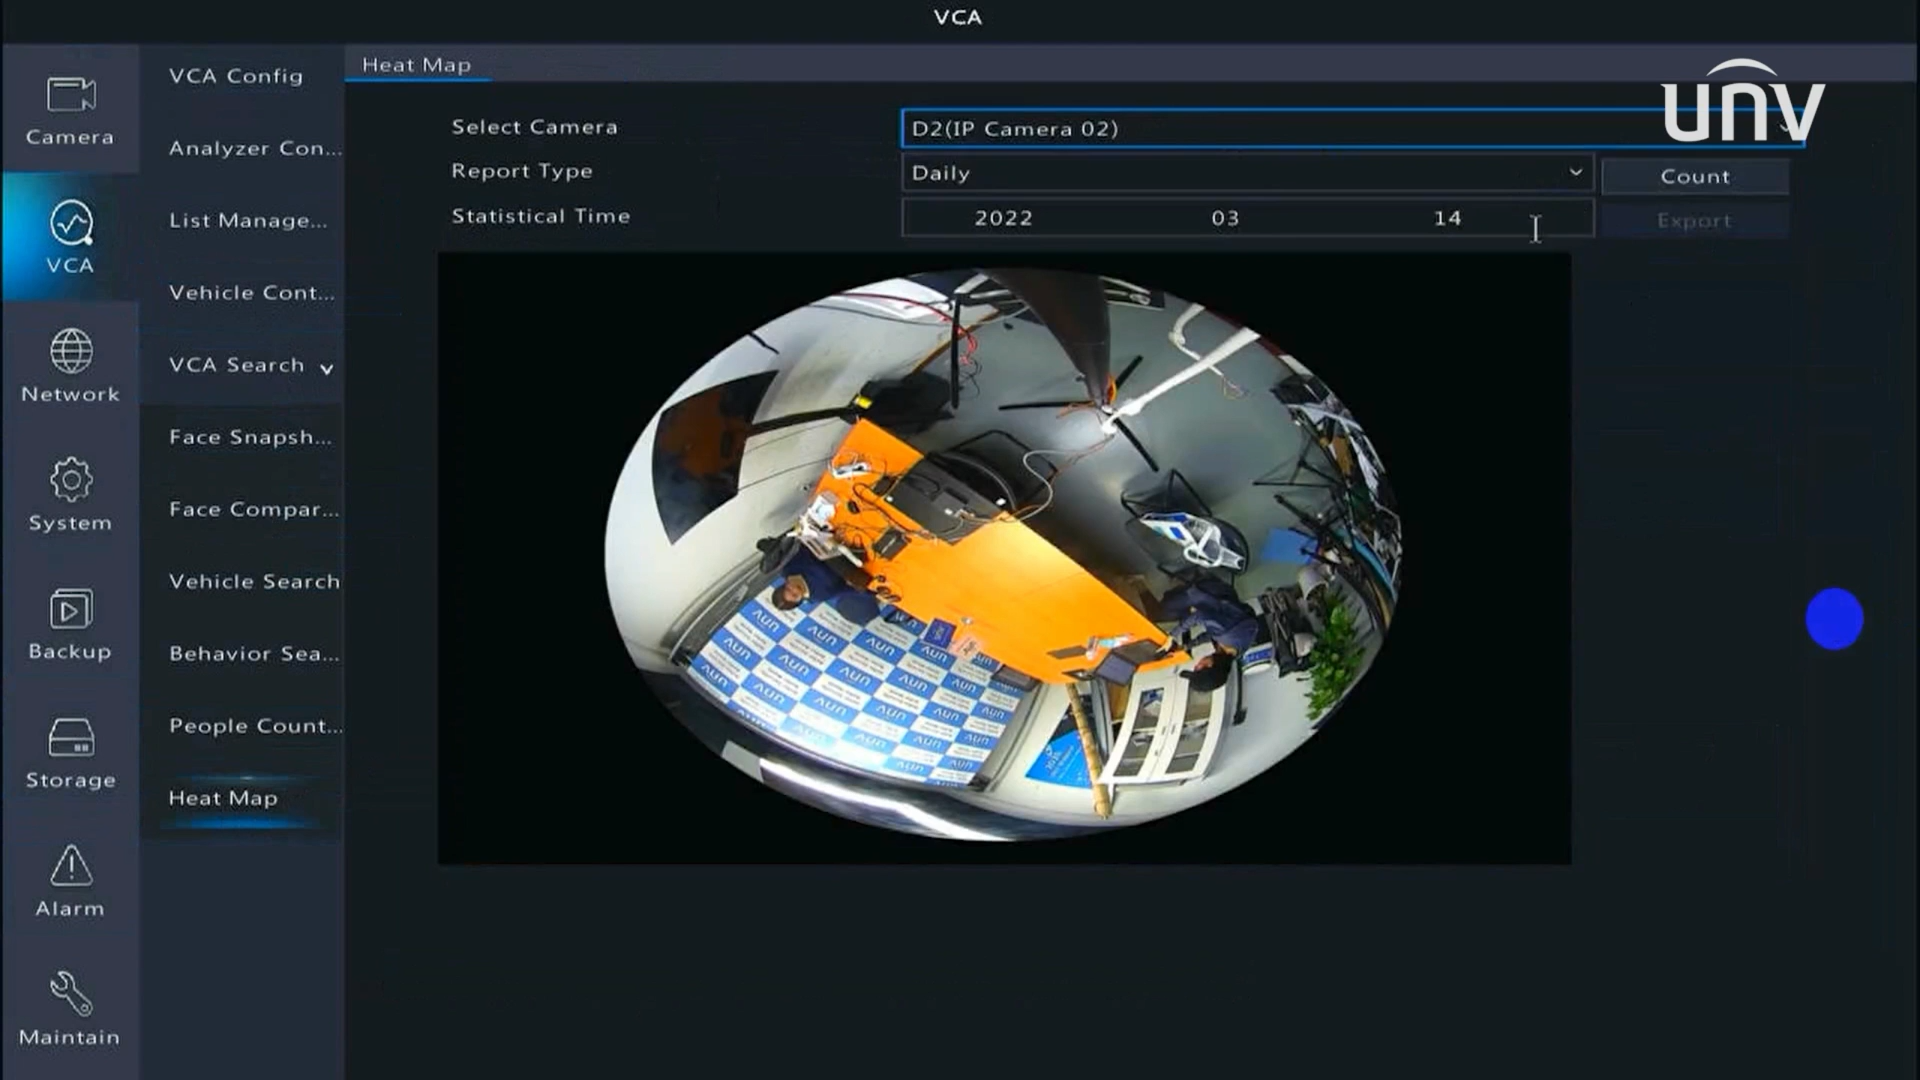 VCA
unv
Camera
VCA
Network
System
Backup
Storage
Alarm
Maintain
VCA Config
Analyzer Con...
List Manage...
Vehicle Cont...
VCA Search
Face Snapsh...
Face Compar...
Vehicle Search
Behavior Sea...
People Count...
Heat Map
Heat Map
Select Camera
D2(IP Camera 02)
Report Type
Daily
Count
Statistical Time
2022 03 14
Export